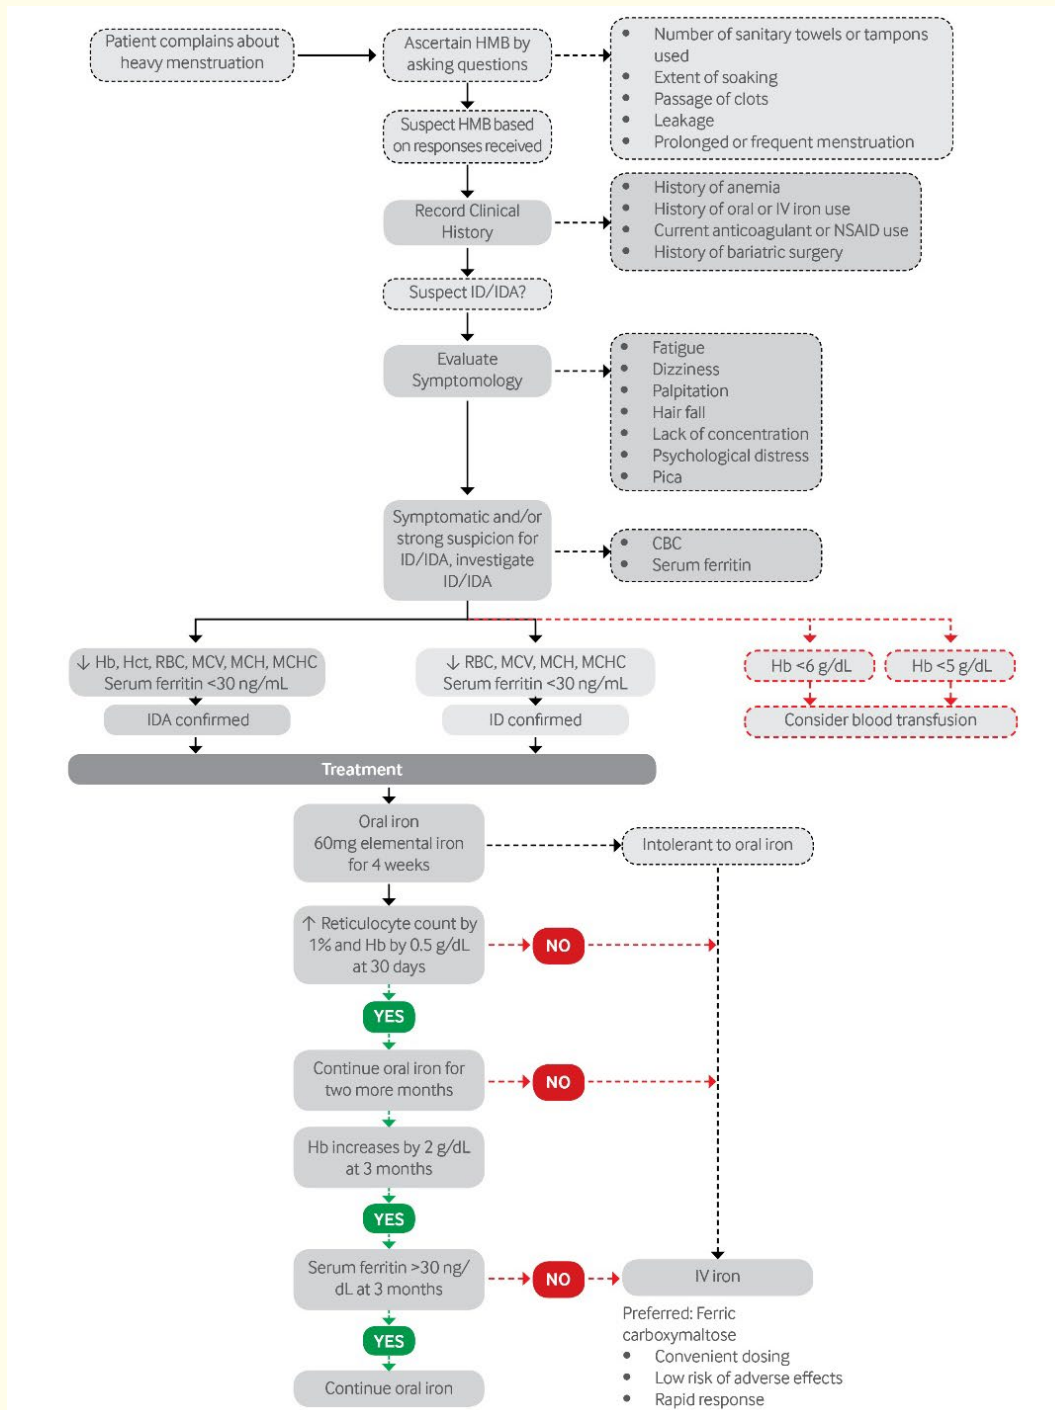 Patient complains about
heavy menstruation
Ascertain HMB by
asking questions
• Number of sanitary towels or tampons
used
• Extent of soaking
• Passage of clots
• Leakage
• Prolonged or frequent menstruation
Suspect HMB based
on responses received
Record Clinical
History
• History of anemia
• History of oral or IV iron use
• Current anticoagulant or NSAID use
• History of bariatric surgery
Suspect ID/IDA?
Evaluate
Symptomology
• Fatigue
• Dizziness
• Palpitation
• Hair fall
• Lack of concentration
• Psychological distress
• Pica
Symptomatic and/or
strong suspicion for
ID/IDA, investigate
ID/IDA
• CBC
• Serum ferritin
↓ Hb, Hct, RBC, MCV, MCH, MCHC
Serum ferritin <30 ng/mL
↓ RBC, MCV, MCH, MCHC
Serum ferritin <30 ng/mL
Hb <6 g/dL
Hb <5 g/dL
IDA confirmed
ID confirmed
Consider blood transfusion
Treatment
Oral iron
60mg elemental iron
for 4 weeks
Intolerant to oral iron
↑ Reticulocyte count by
1% and Hb by 0.5 g/dL
at 30 days
NO
YES
Continue oral iron for
two more months
NO
Hb increases by 2 g/dL
at 3 months
YES
Serum ferritin >30 ng/
dL at 3 months
NO
IV iron
YES
Continue oral iron
Preferred: Ferric
carboxymaltose
• Convenient dosing
• Low risk of adverse effects
• Rapid response